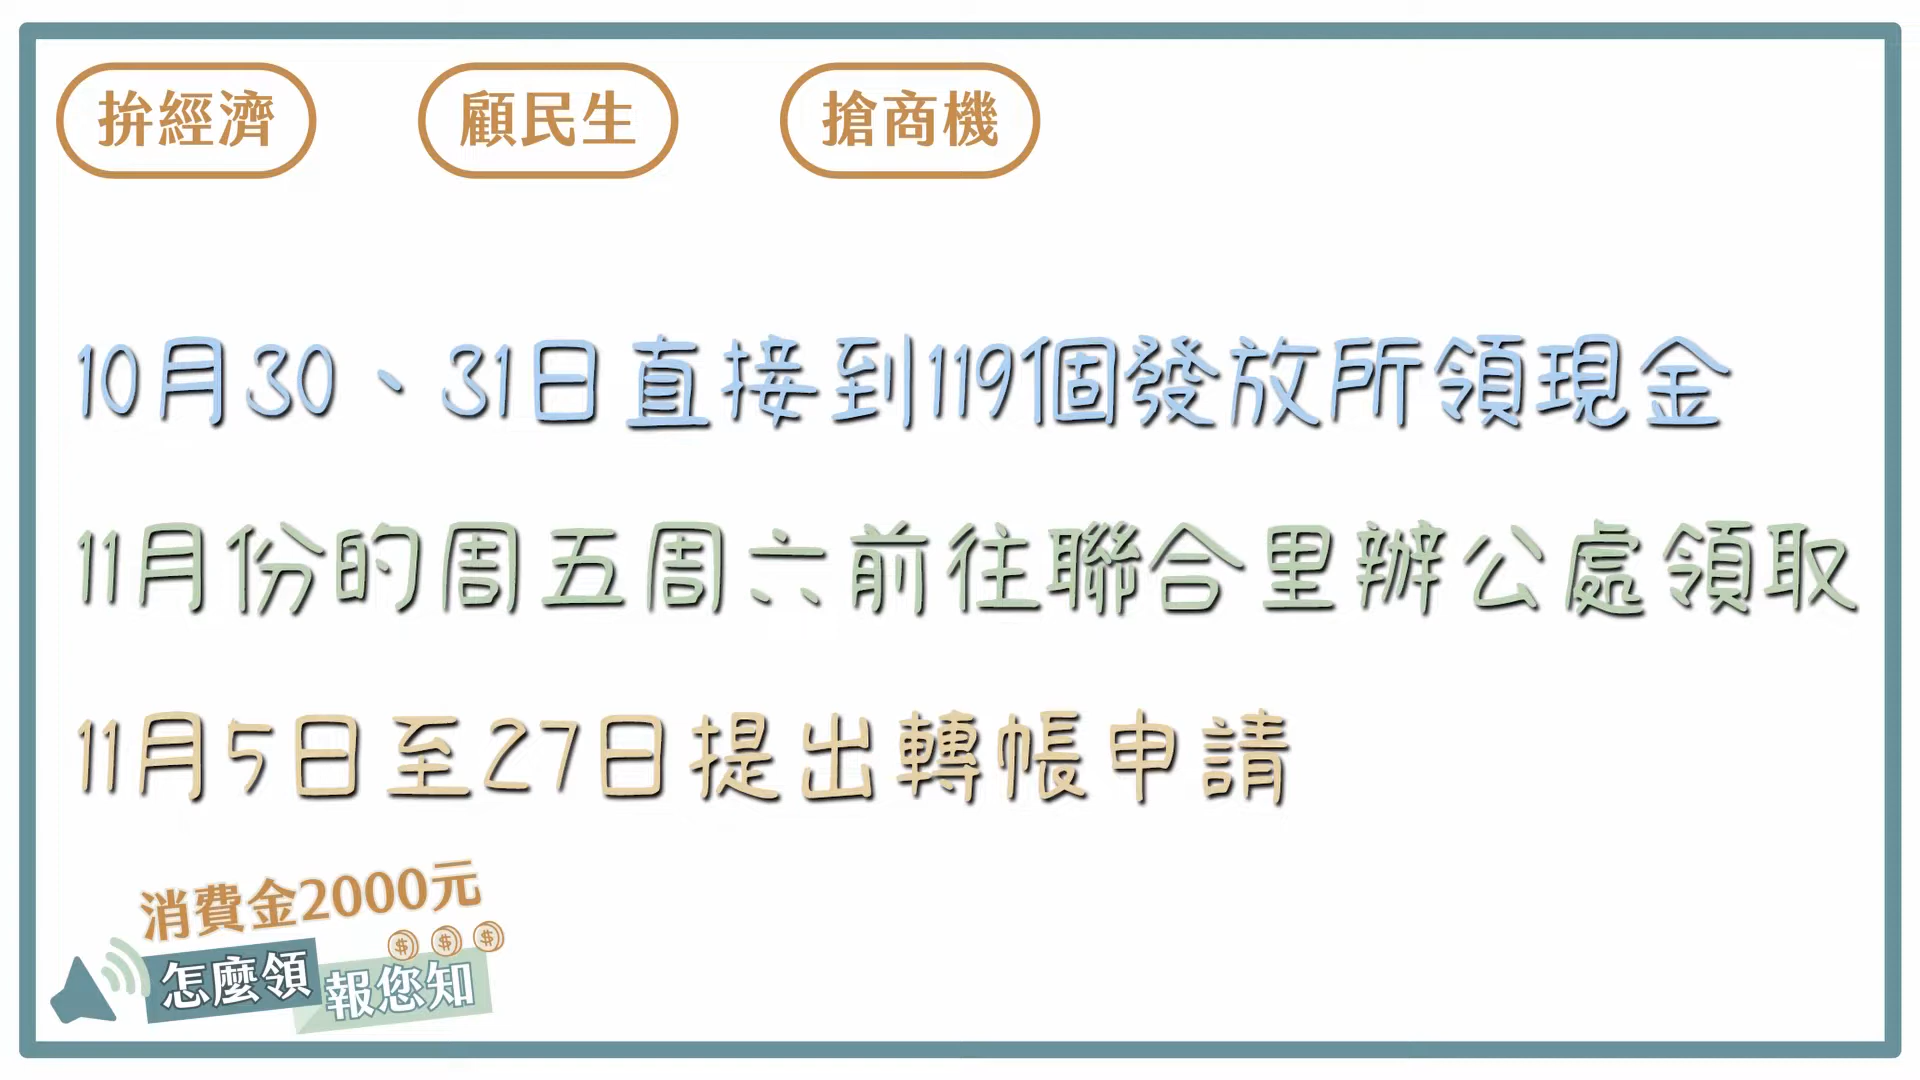 拚經濟 顧民生 搶商機
10月30、31日直接到119個發放所領現金
11月份的周五周六前往聯合里辦公處領取
11月5日至27日提出轉帳申請
消費金2000元
怎麼領 報您知